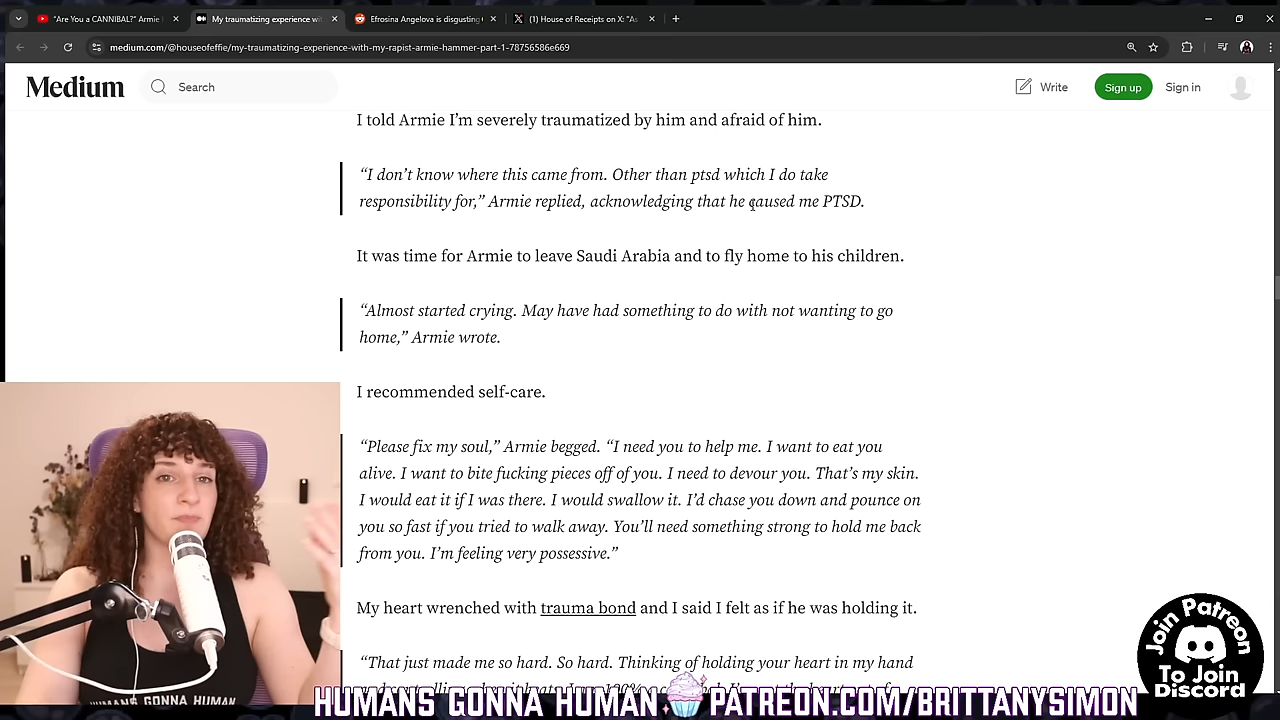 "Are You a CANNIBAL?" Armie
My traumatizing experience wi
Efrosina Angelova is disgusting
(1) House of Receipts on X: "As
medium.com/@houseofeffie/my-traumatizing-experience-with-my-rapist-armie-hammer-part-1-78756586e669
Medium
Search
Write
Sign up
Sign in
I told Armie I’m severely traumatized by him and afraid of him.
“I don’t know where this came from. Other than ptsd which I do take
responsibility for,” Armie replied, acknowledging that he caused me PTSD.
It was time for Armie to leave Saudi Arabia and to fly home to his children.
“Almost started crying. May have had something to do with not wanting to go
home,” Armie wrote.
I recommended self-care.
“Please fix my soul,” Armie begged. “I need you to help me. I want to eat you
alive. I want to bite fucking pieces off of you. I need to devour you. That’s my skin.
I would eat it if I was there. I would swallow it. I’d chase you down and pounce on
you so fast if you tried to walk away. You’ll need something strong to hold me back
from you. I’m feeling very possessive.”
My heart wrenched with trauma bond and I said I felt as if he was holding it.
“That just made me so hard. So hard. Thinking of holding your heart in my hand
Join Patreon
To Join
Discord
HUMANS GONNA HUMAN
HUMANS GONNA HUMAN PATREON.COM/BRITTANYSIMON